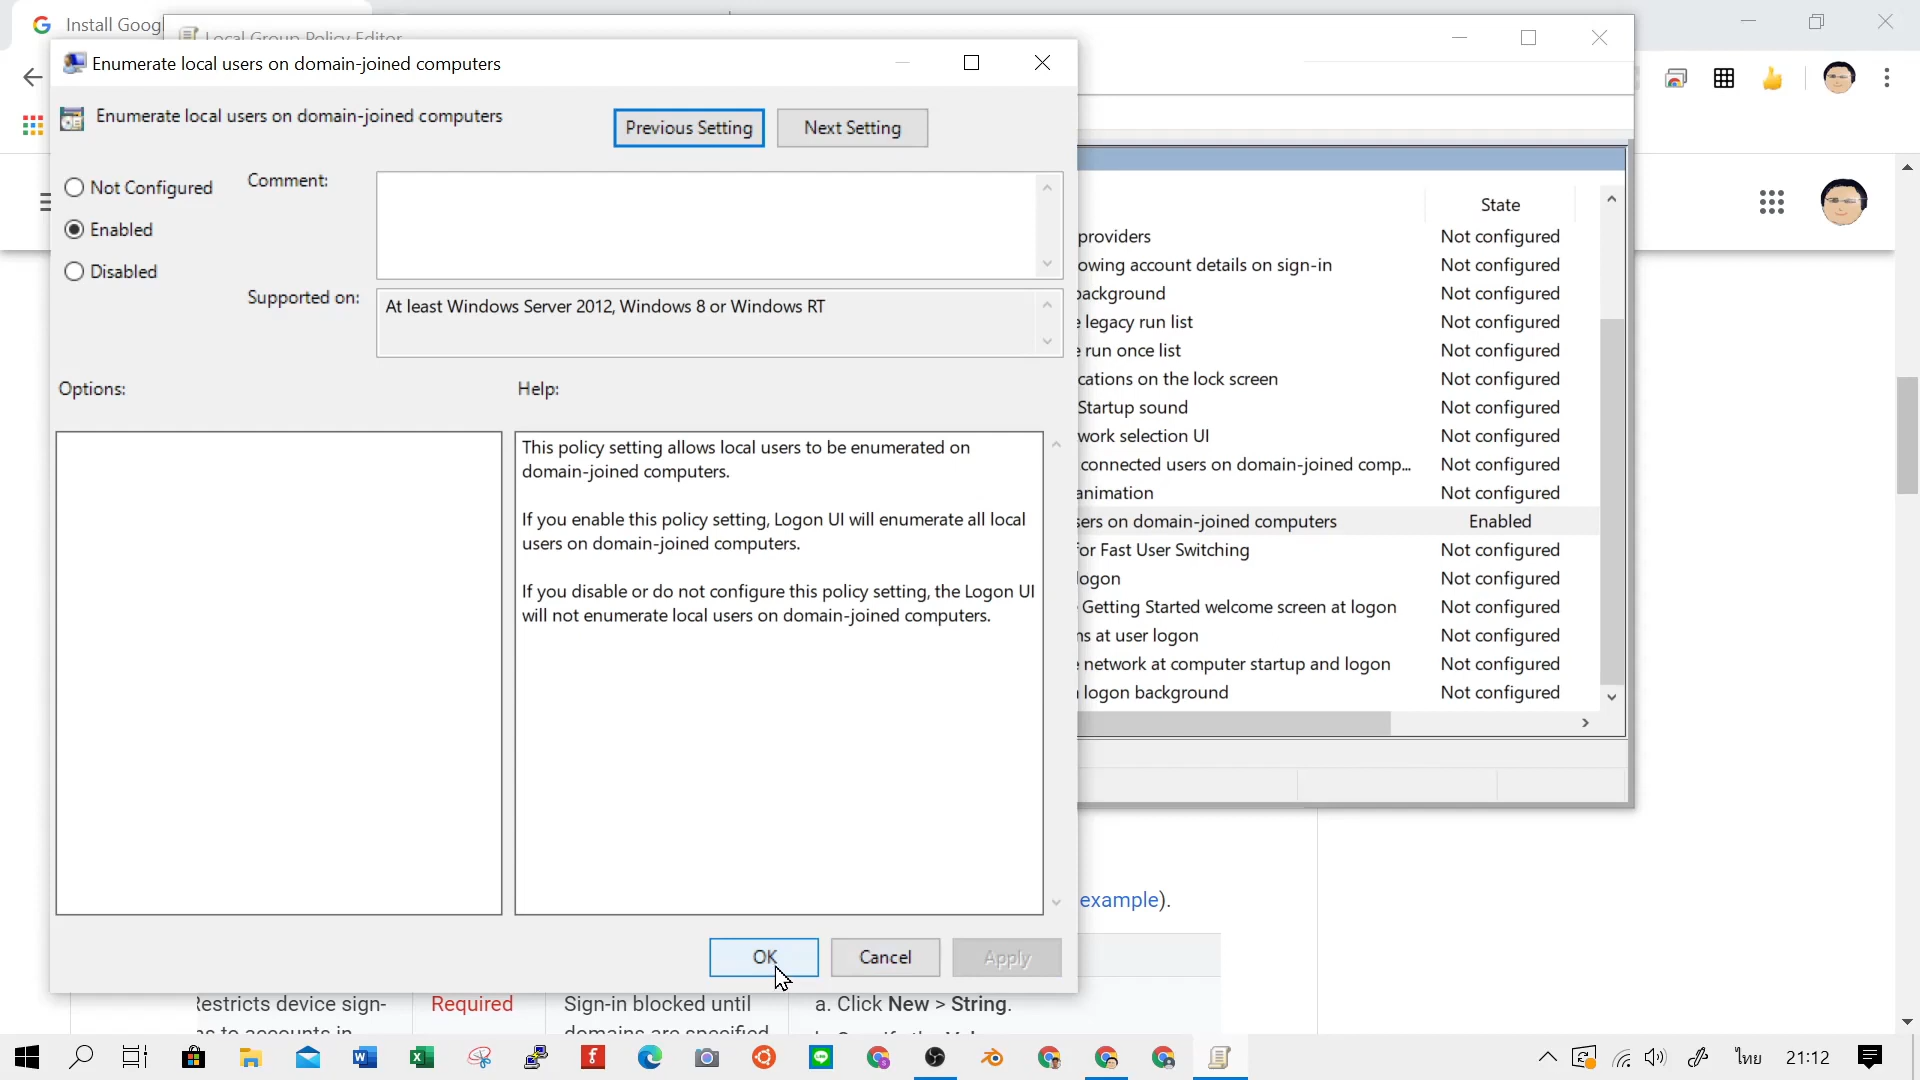 Install Goog
Local Group Policy Editor
Enumerate local users on domain-joined computers
Enumerate local users on domain-joined computers
Previous Setting
Next Setting
Not Configured
Enabled
Disabled
Comment:
Supported on:
At least Windows Server 2012, Windows 8 or Windows RT
Options:
Help:
This policy setting allows local users to be enumerated on
domain-joined computers.
If you enable this policy setting, Logon UI will enumerate all local
users on domain-joined computers.
If you disable or do not configure this policy setting, the Logon UI
will not enumerate local users on domain-joined computers.
OK
Cancel
Apply
State
providers Not configured
owing account details on sign-in Not configured
background Not configured
e legacy run list Not configured
e run once list Not configured
cations on the lock screen Not configured
Startup sound Not configured
work selection UI Not configured
connected users on domain-joined comp... Not configured
animation Not configured
sers on domain-joined computers Enabled
for Fast User Switching Not configured
logon Not configured
Getting Started welcome screen at logon Not configured
ms at user logon Not configured
e network at computer startup and logon Not configured
logon background Not configured
example).
Restricts device sign-
Required
Sign-in blocked until
domains are specified
a. Click New > String.
ไทย
21:12